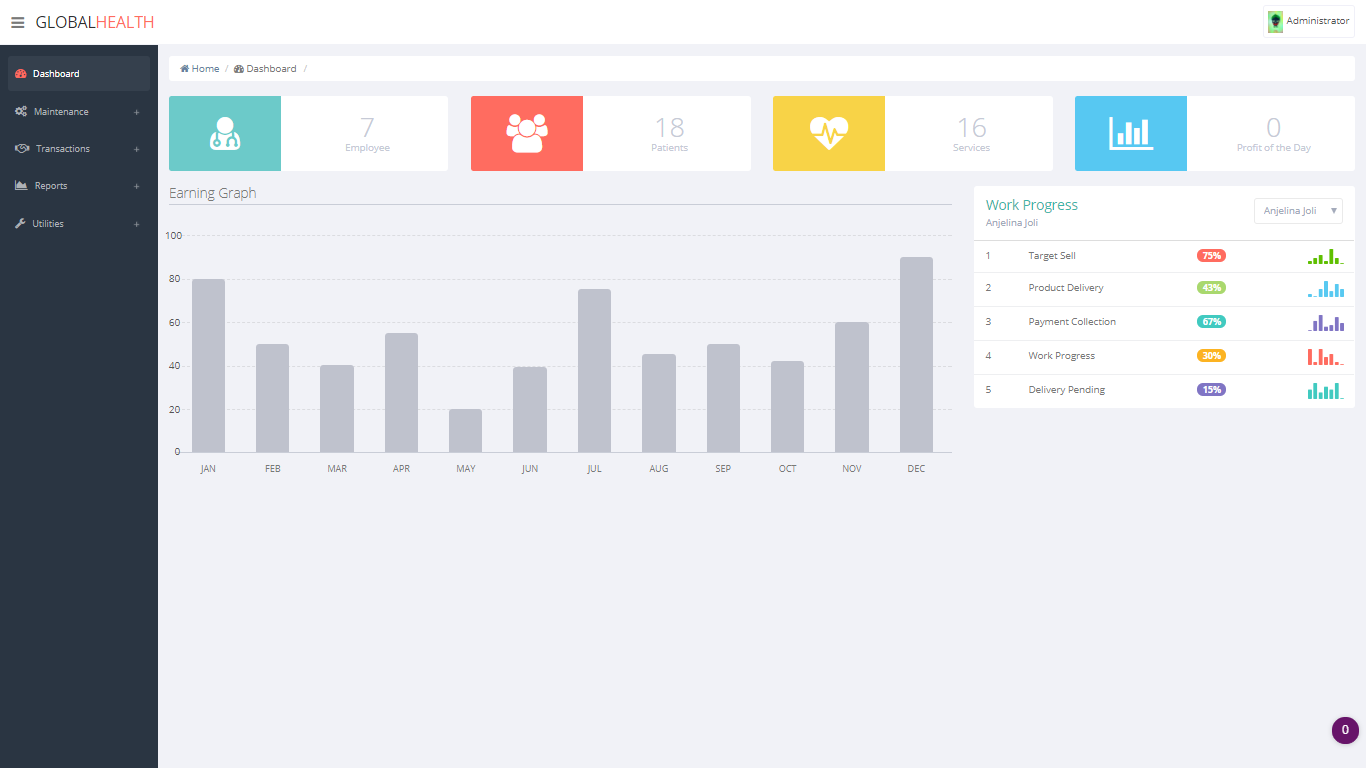 GLOBALHEALTH
Administrator
Dashboard
Maintenance +
Transactions +
Reports +
Utilities +
Home / Dashboard /
7
Employee
18
Patients
16
Services
0
Profit of the Day
Earning Graph
100
80
60
40
20
0
JAN FEB MAR APR MAY JUN JUL AUG SEP OCT NOV DEC
Work Progress
Anjelina Joli
Anjelina Joli
1 Target Sell 75%
2 Product Delivery 43%
3 Payment Collection 67%
4 Work Progress 30%
5 Delivery Pending 15%
0